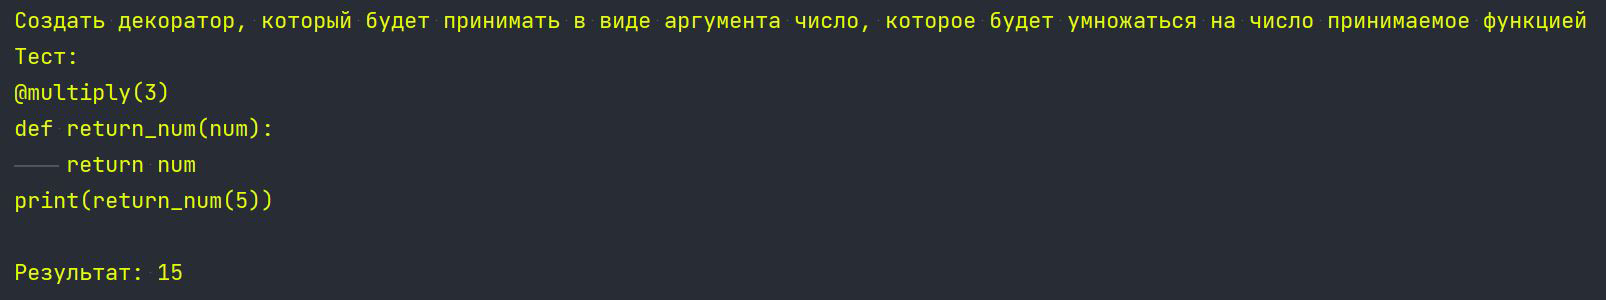 Создать декоратор, который будет принимать в виде аргумента число, которое будет умножаться на число принимаемое функцией
Тест:
@multiply(3)
def return_num(num):
    return num
print(return_num(5))

Результат: 15